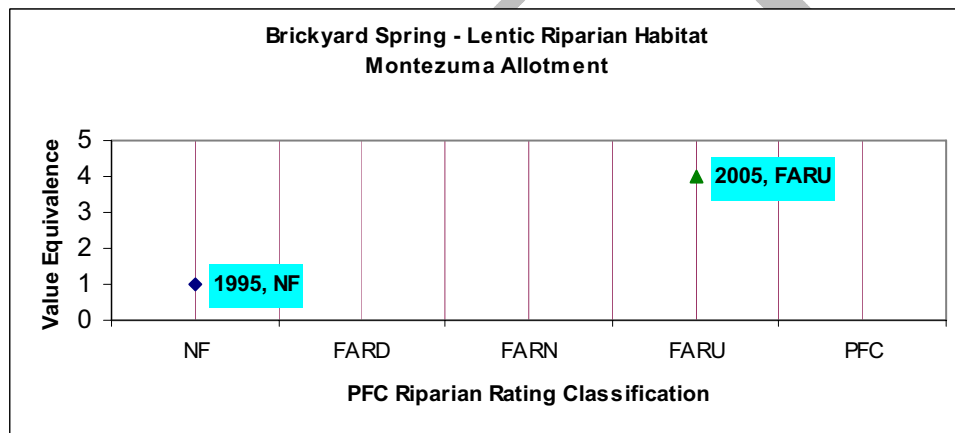 Brickyard Spring - Lentic Riparian Habitat
Montezuma Allotment
Value Equivalence
5
4
3
2
1
0
2005, FARU
1995, NF
NF FARD FARN FARU PFC
PFC Riparian Rating Classification